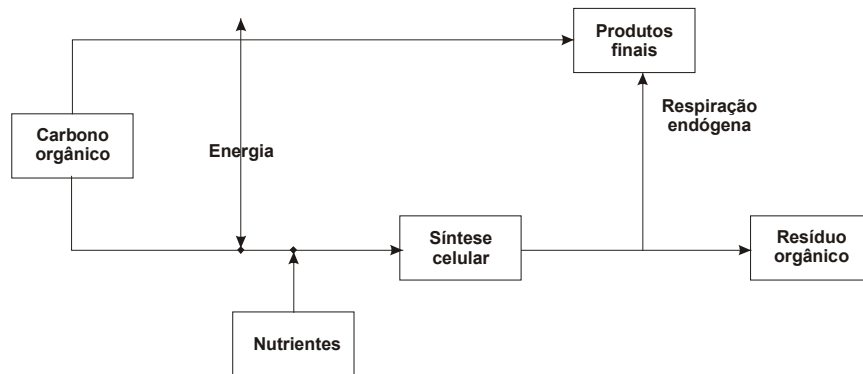 Produtos
finais
Respiração
endógena
Carbono
orgânico
Energia
Síntese
celular
Resíduo
orgânico
Nutrientes